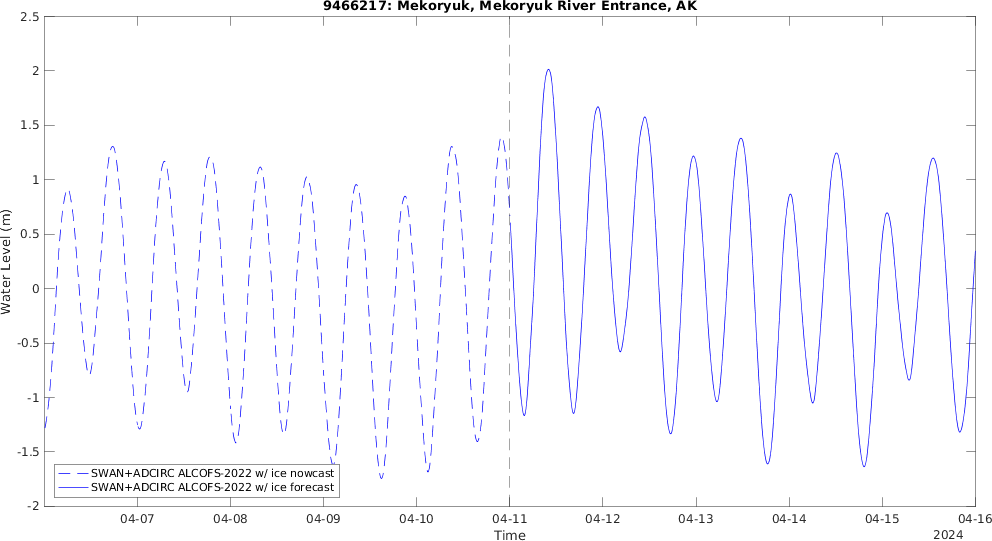 9466217: Mekoryuk, Mekoryuk River Entrance, AK
2.5
2
1.5
1
0.5
0
-0.5
-1
-1.5
-2
Water Level (m)
SWAN+ADCIRC ALCOFS-2022 w/ ice nowcast
SWAN+ADCIRC ALCOFS-2022 w/ ice forecast
04-07 04-08 04-09 04-10 04-11 04-12 04-13 04-14 04-15 04-16
Time
2024